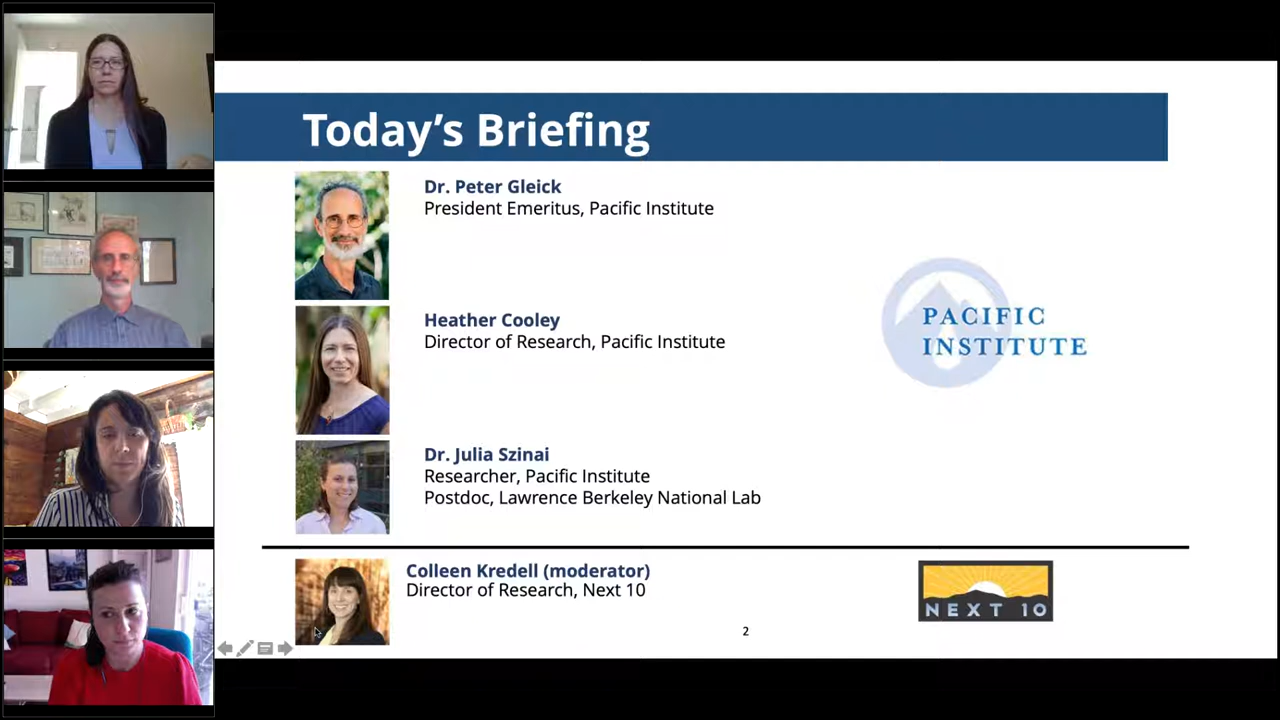 Today's Briefing
Dr. Peter Gleick
President Emeritus, Pacific Institute
Heather Cooley
Director of Research, Pacific Institute
PACIFIC
INSTITUTE
Dr. Julia Szinai
Researcher, Pacific Institute
Postdoc, Lawrence Berkeley National Lab
Colleen Kredell (moderator)
Director of Research, Next 10
NEXT 10
2